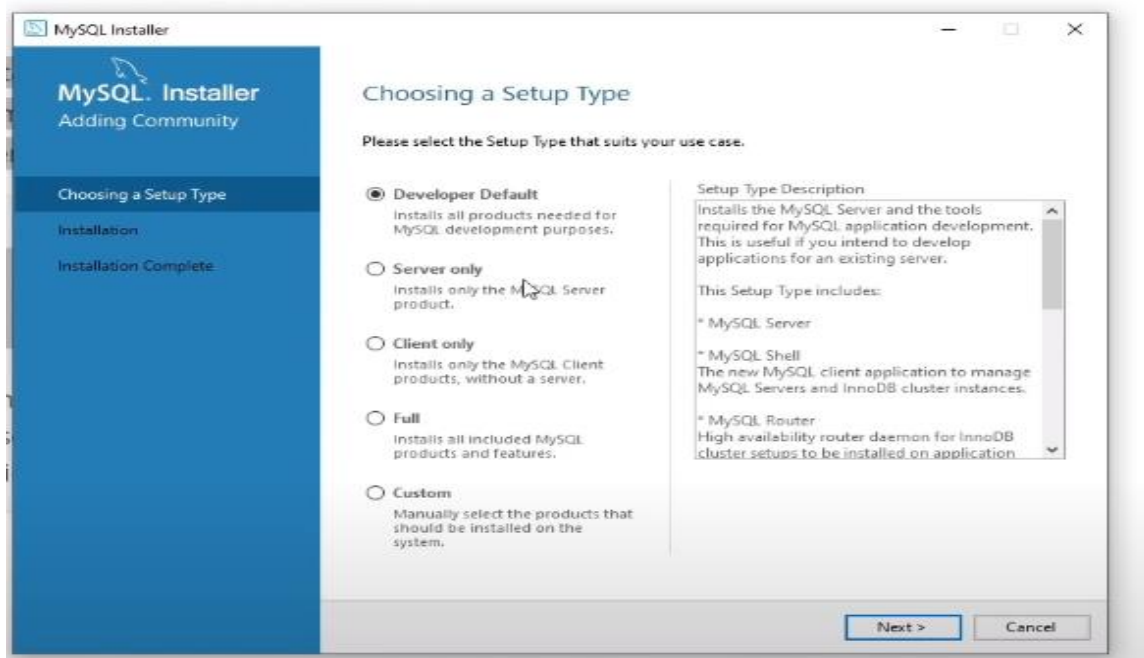 MySQL Installer
MySQL. Installer
Adding Community
Choosing a Setup Type
Installation
Installation Complete
Choosing a Setup Type
Please select the Setup Type that suits your use case.
Developer Default
Installs all products needed for
MySQL development purposes.
Server only
Installs only the MySQL Server
product.
Client only
Installs only the MySQL Client
products, without a server.
Full
Installs all included MySQL
products and features.
Custom
Manually select the products that
should be installed on the
system.
Setup Type Description
Installs the MySQL Server and the tools
required for MySQL application development.
This is useful if you intend to develop
applications for an existing server.
This Setup Type includes:
* MySQL Server
* MySQL Shell
The new MySQL client application to manage
MySQL Servers and InnoDB cluster instances.
* MySQL Router
High availability router daemon for InnoDB
cluster setups to be installed on application
Next >
Cancel